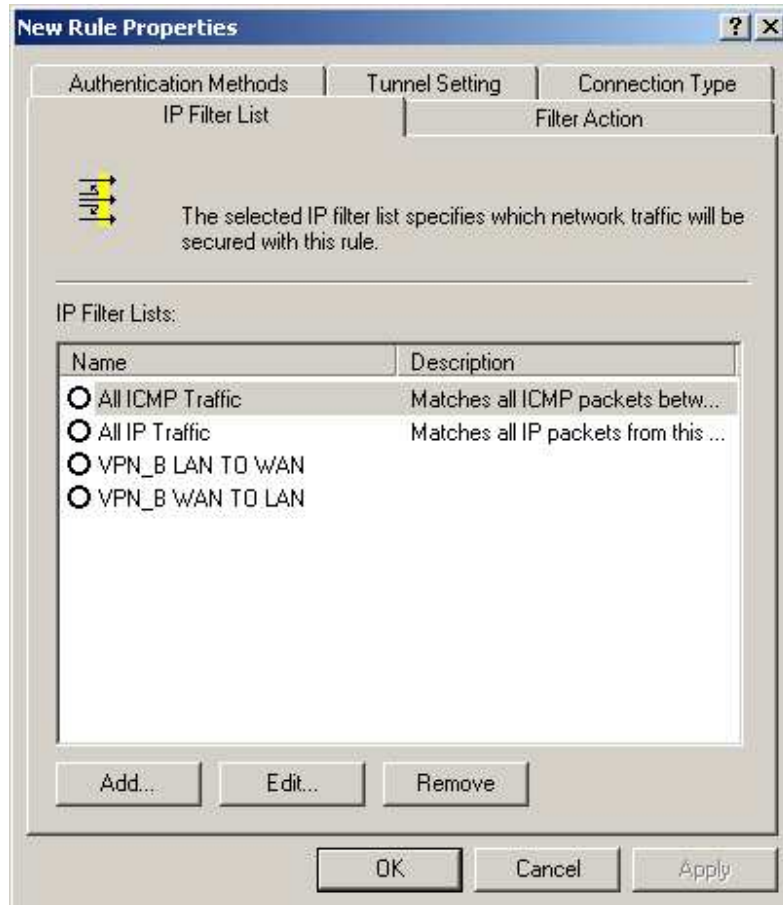 New Rule Properties
Authentication Methods
Tunnel Setting
Connection Type
IP Filter List
Filter Action
The selected IP filter list specifies which network traffic will be
secured with this rule.
IP Filter Lists:
Name Description
All ICMP Traffic Matches all ICMP packets betw...
All IP Traffic Matches all IP packets from this ...
VPN_B LAN TO WAN
VPN_B WAN TO LAN
Add... Edit... Remove
OK Cancel Apply